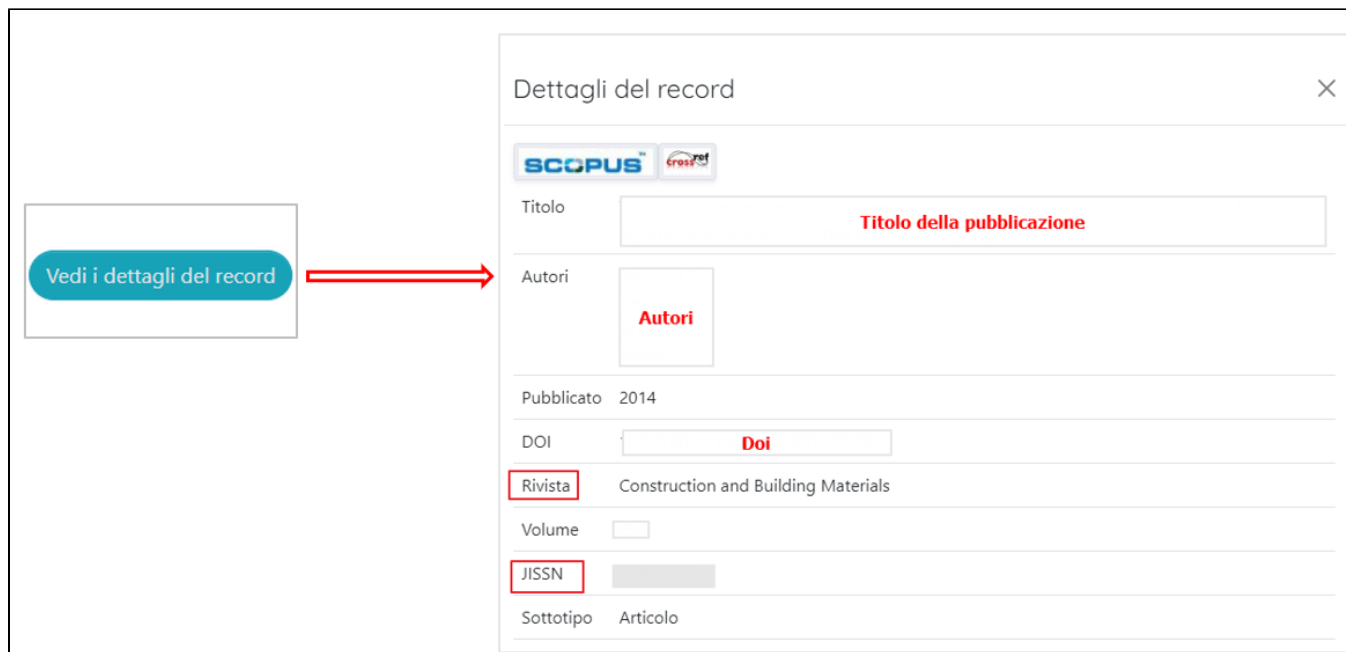 Dettagli del record
SCOPUS™ crossref
Vedi i dettagli del record
Titolo Titolo della pubblicazione
Autori Autori
Pubblicato 2014
DOI Doi
Rivista Construction and Building Materials
Volume
JISSN
Sottotipo Articolo